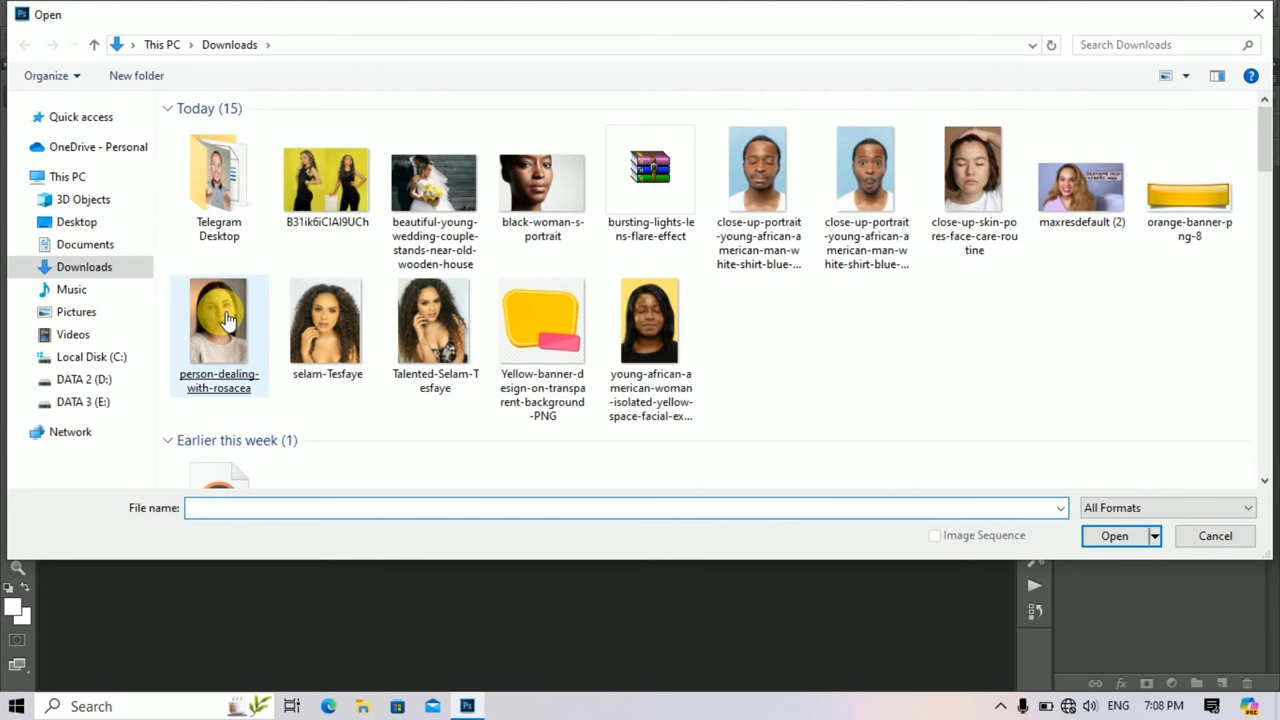 Ps Open
This PC > Downloads >
Search Downloads
Organize
New folder
Quick access
OneDrive - Personal
This PC
3D Objects
Desktop
Documents
Downloads
Music
Pictures
Videos
Local Disk (C:)
DATA 2 (D:)
DATA 3 (E:)
Network
Today (15)
Telegram
Desktop
B31ik6iCIAI9UCh
beautiful-young-
wedding-couple-
stands-near-old-
wooden-house
black-woman-s-
portrait
bursting-lights-le
ns-flare-effect
close-up-portrait
-young-african-a
merican-man-w
hite-shirt-blue-...
close-up-portrait
-young-african-a
merican-man-w
hite-shirt-blue-...
close-up-skin-po
res-face-care-rou
tine
maxresdefault (2)
orange-banner-p
ng-8
person-dealing-
with-rosacea
selam-Tesfaye
Talented-Selam-T
esfaye
Yellow-banner-d
esign-on-transpa
rent-background
-PNG
young-african-a
merican-woman
-isolated-yellow-
space-facial-ex...
Earlier this week (1)
File name:
All Formats
Image Sequence
Open
Cancel
fx
Search
Ps
ENG
7:08 PM
PRE